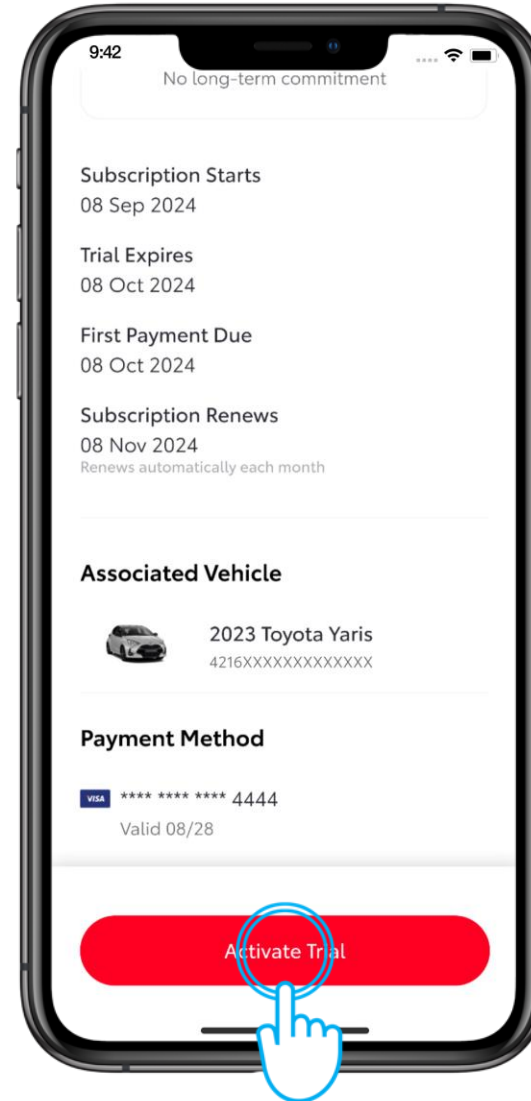 9:42
No long-term commitment
Subscription Starts
08 Sep 2024
Trial Expires
08 Oct 2024
First Payment Due
08 Oct 2024
Subscription Renews
08 Nov 2024
Renews automatically each month
Associated Vehicle
2023 Toyota Yaris
4216XXXXXXXXXXXXX
Payment Method
VISA **** **** **** 4444
Valid 08/28
Activate Trial